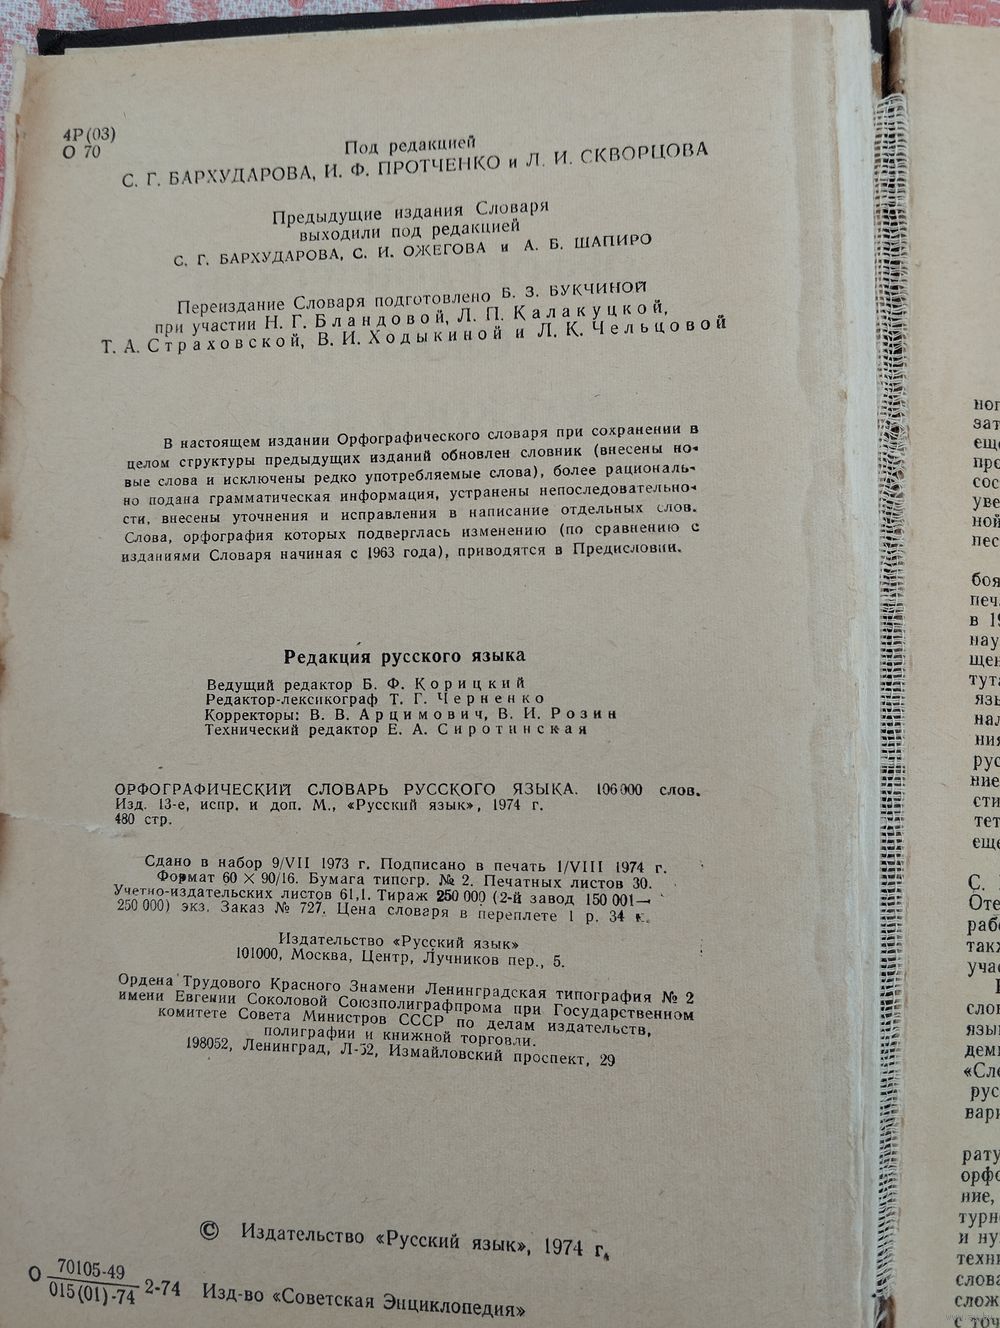 4Р(03)
О 70
Под редакцией
С. Г. БАРХУДАРОВА, И. Ф. ПРОТЧЕНКО и Л. И. СКВОРЦОВА
Предыдущие издания Словаря
выходили под редакцией
С. Г. БАРХУДАРОВА, С. И. ОЖЕГОВА и А. Б. ШАПИРО
Переиздание Словаря подготовлено Б. З. БУКЧИНОЙ
при участии Н. Г. Бландовой, Л. П. Калакуцкой,
Т. А. Страховской, В. И. Ходыкиной и Л. К. Чельцовой
В настоящем издании Орфографического словаря при сохранении в
целом структуры предыдущих изданий обновлен словник (внесены но-
вые слова и исключены редко употребляемые слова), более рациональ-
но подана грамматическая информация, устранены непоследовательно-
сти, внесены уточнения и исправления в написание отдельных слов.
Слова, орфография которых подверглась изменению (по сравнению с
изданиями Словаря начиная с 1963 года), приводятся в Предисловии.
Редакция русского языка
Ведущий редактор Б. Ф. Корицкий
Редактор-лексикограф Т. Г. Черненко
Корректоры: В. В. Арцимович, В. И. Розин
Технический редактор Е. А. Сиротинская
ОРФОГРАФИЧЕСКИЙ СЛОВАРЬ РУССКОГО ЯЗЫКА. 106 000 слов.
Изд. 13-е, испр. и доп. М., «Русский язык», 1974 г.
480 стр.
Сдано в набор 9/VII 1973 г. Подписано в печать 1/VIII 1974 г.
Формат 60 × 90/16. Бумага типогр. № 2. Печатных листов 30.
Учетно-издательских листов 61,1. Тираж 250 000 (2-й завод 150 001—
250 000) экз. Заказ № 727. Цена словаря в переплете 1 р. 34 к.
Издательство «Русский язык»
101000, Москва, Центр, Лучников пер., 5.
Ордена Трудового Красного Знамени Ленинградская типография № 2
имени Евгении Соколовой Союзполиграфпрома при Государственном
комитете Совета Министров СССР по делам издательств,
полиграфии и книжной торговли.
198052, Ленинград, Л-52, Измайловский проспект, 29
© Издательство «Русский язык», 1974 г.
О 70105-49
015(01)-74 2-74 Изд-во «Советская Энциклопедия»